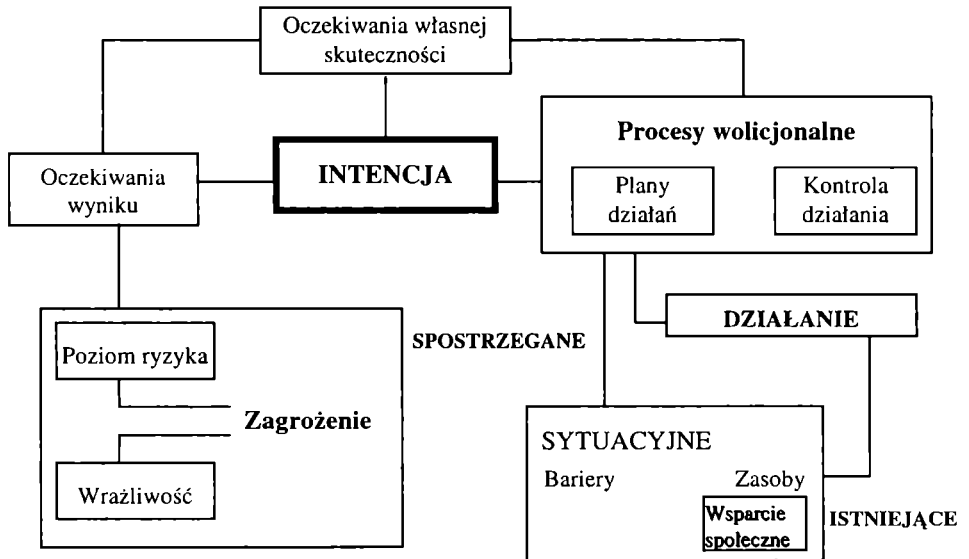 Oczekiwania własnej
skuteczności
Procesy wolicjonalne
INTENCJA
Oczekiwania
wyniku
Plany
działań
Kontrola
działania
DZIAŁANIE
SPOSTRZEGANE
Poziom ryzyka
Zagrożenie
Wrażliwość
SYTUACYJNE
Bariery
Zasoby
Wsparcie
społeczne
ISTNIEJĄCE